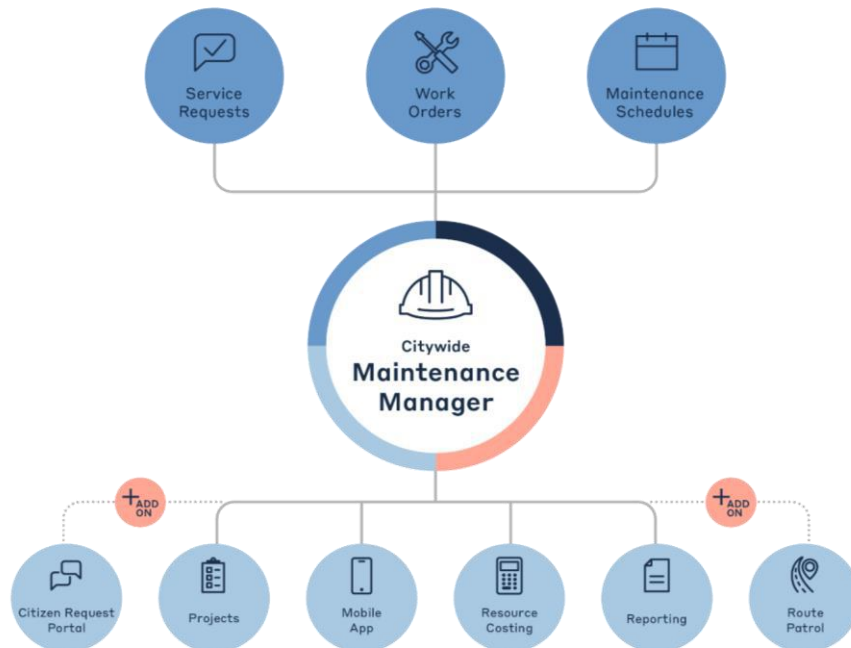 Service
Requests
Work
Orders
Maintenance
Schedules
Citywide
Maintenance
Manager
+ADD
ON
+ADD
ON
Citizen Request
Portal
Projects
Mobile
App
Resource
Costing
Reporting
Route
Patrol